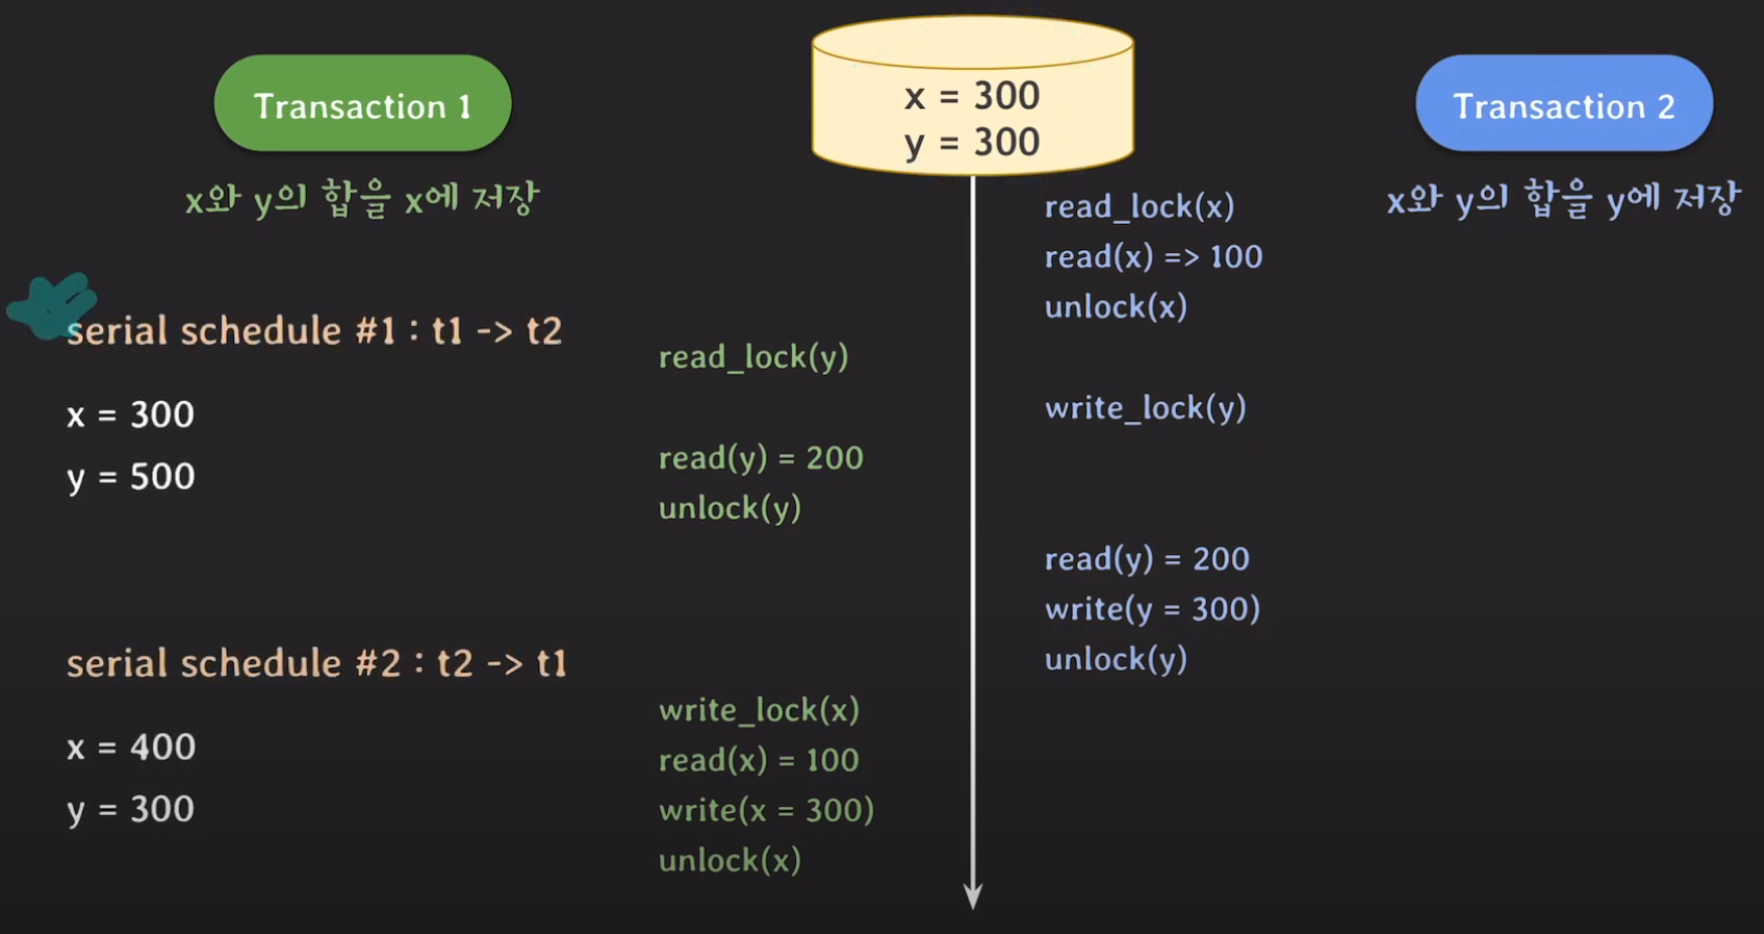 Transaction 1
x와 y의 합을 x에 저장
x = 300
y = 300
Transaction 2
x와 y의 합을 y에 저장
serial schedule #1 : t1 -> t2
x = 300
y = 500
serial schedule #2 : t2 -> t1
x = 400
y = 300
read_lock(x)
read(x) => 100
unlock(x)
read_lock(y)
write_lock(y)
read(y) = 200
unlock(y)
read(y) = 200
write(y = 300)
unlock(y)
write_lock(x)
read(x) = 100
write(x = 300)
unlock(x)